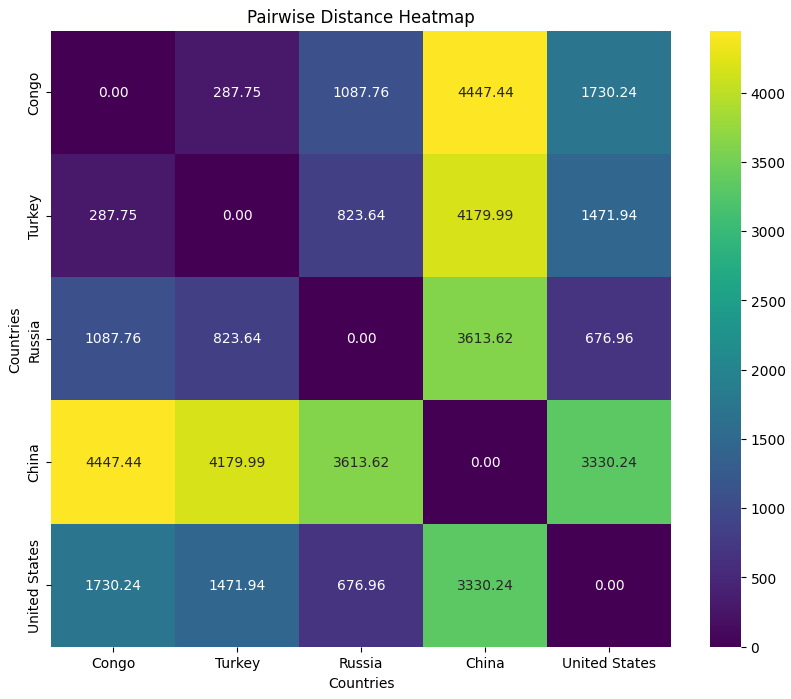 Pairwise Distance Heatmap
Congo 0.00 287.75 1087.76 4447.44 1730.24
Turkey 287.75 0.00 823.64 4179.99 1471.94
Russia 1087.76 823.64 0.00 3613.62 676.96
China 4447.44 4179.99 3613.62 0.00 3330.24
United States 1730.24 1471.94 676.96 3330.24 0.00
Countries
Congo Turkey Russia China United States
Countries
4000
3500
3000
2500
2000
1500
1000
500
0